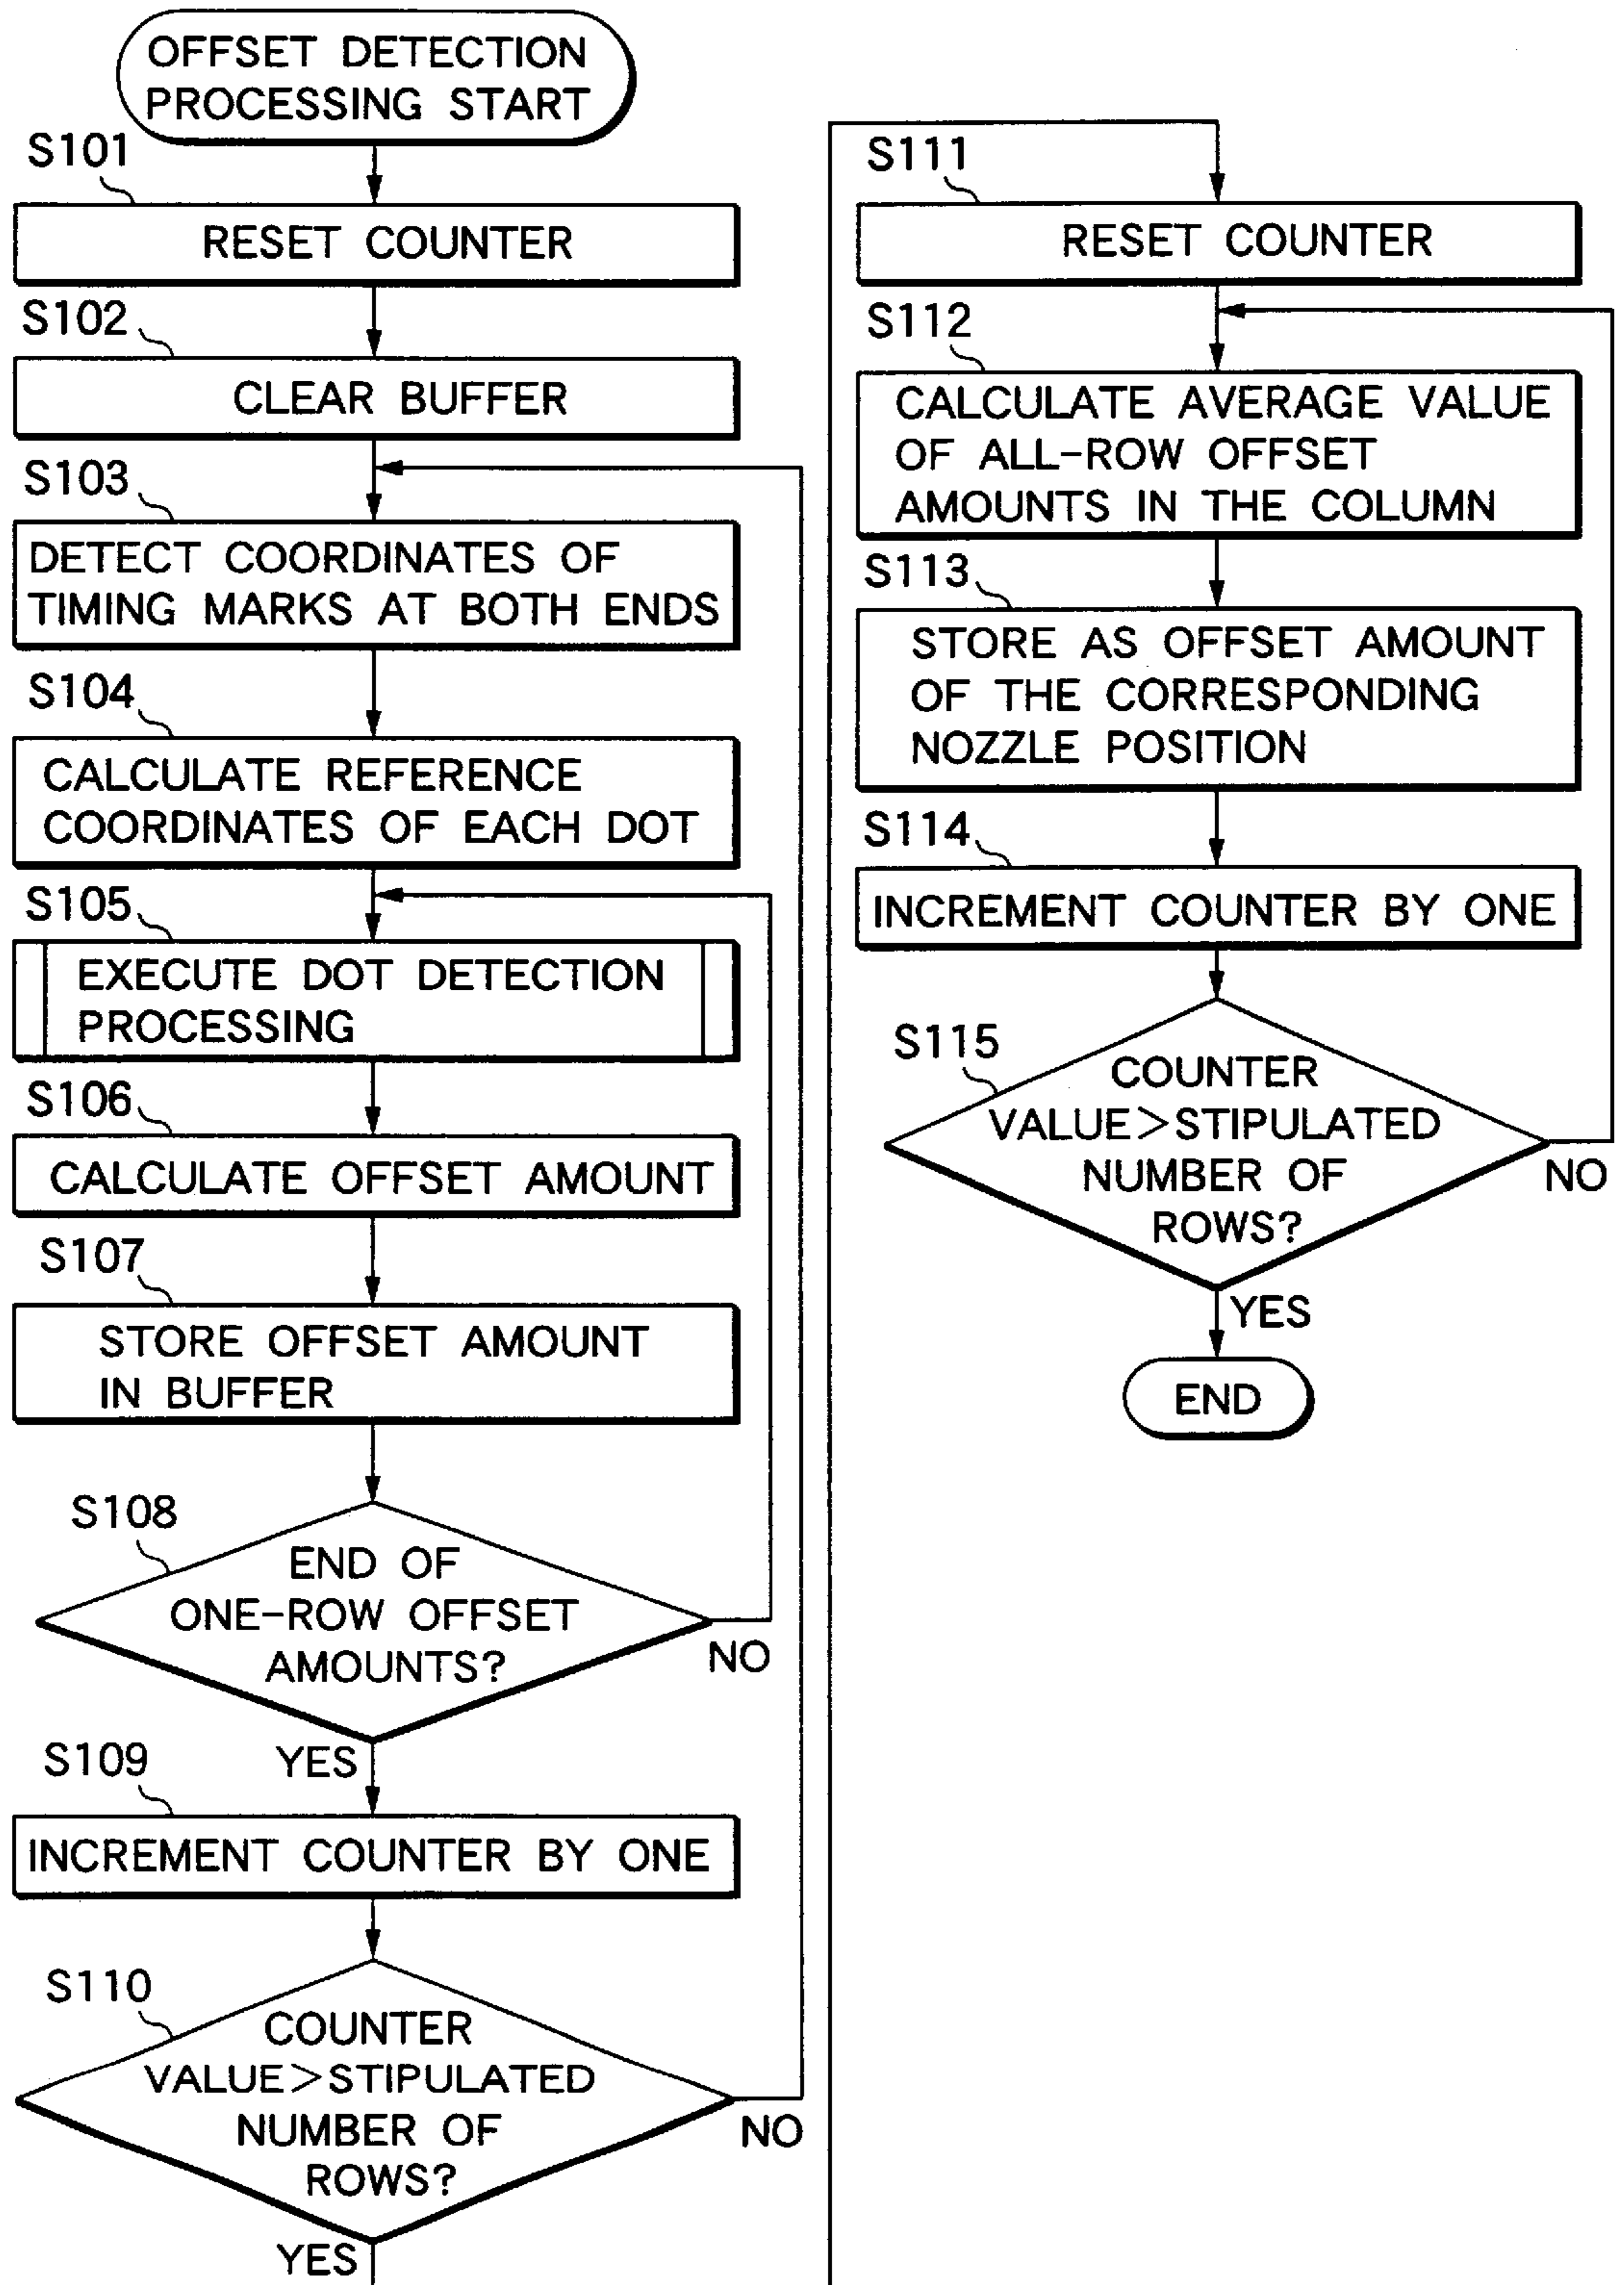 OFFSET DETECTION
PROCESSING START
S101
RESET COUNTER
S102
CLEAR BUFFER
S103
DETECT COORDINATES OF
TIMING MARKS AT BOTH ENDS
S104
CALCULATE REFERENCE
COORDINATES OF EACH DOT
S105
EXECUTE DOT DETECTION
PROCESSING
S106
CALCULATE OFFSET AMOUNT
S107
STORE OFFSET AMOUNT
IN BUFFER
S108
END OF
ONE-ROW OFFSET
AMOUNTS?
NO
YES
S109
INCREMENT COUNTER BY ONE
S110
COUNTER
VALUE>STIPULATED
NUMBER OF
ROWS?
NO
YES
S111
RESET COUNTER
S112
CALCULATE AVERAGE VALUE
OF ALL-ROW OFFSET
AMOUNTS IN THE COLUMN
S113
STORE AS OFFSET AMOUNT
OF THE CORRESPONDING
NOZZLE POSITION
S114
INCREMENT COUNTER BY ONE
S115
COUNTER
VALUE>STIPULATED
NUMBER OF
ROWS?
NO
YES
END